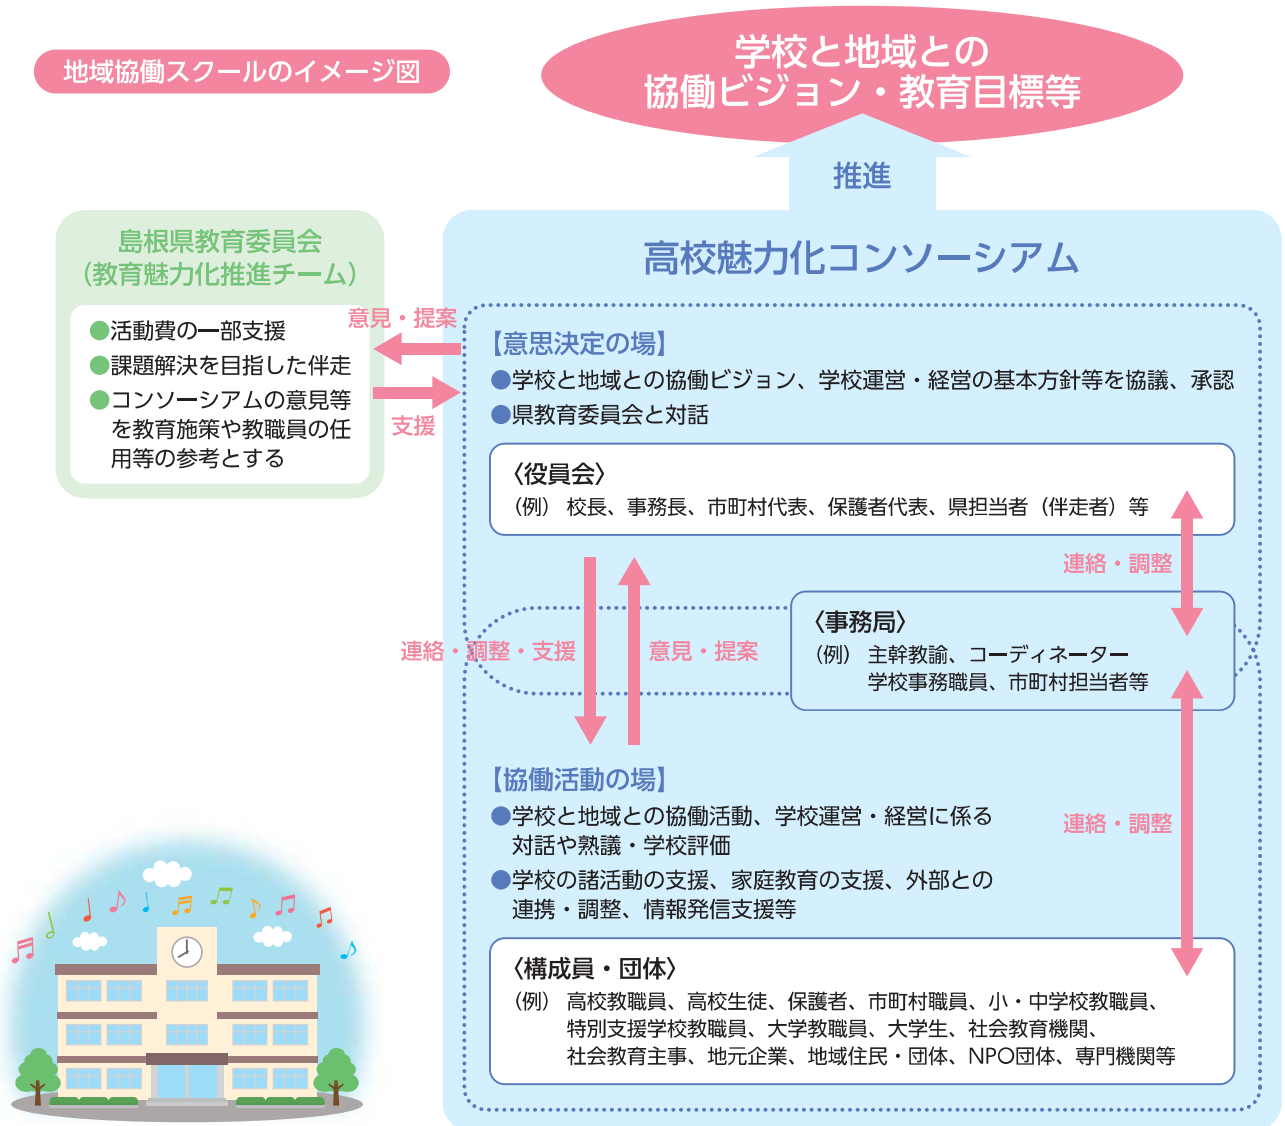 地域協働スクールのイメージ図
学校と地域との
協働ビジョン・教育目標等
推進
島根県教育委員会
（教育魅力化推進チーム）
●活動費の一部支援
●課題解決を目指した伴走
●コンソーシアムの意見等
を教育施策や教職員の任
用等の参考とする
意見・提案
支援
高校魅力化コンソーシアム
【意思決定の場】
●学校と地域との協働ビジョン、学校運営・経営の基本方針等を協議、承認
●県教育委員会と対話
〈役員会〉
（例） 校長、事務長、市町村代表、保護者代表、県担当者（伴走者）等
連絡・調整
連絡・調整・支援
意見・提案
〈事務局〉
（例） 主幹教諭、コーディネーター
学校事務職員、市町村担当者等
【協働活動の場】
●学校と地域との協働活動、学校運営・経営に係る
対話や熟議・学校評価
●学校の諸活動の支援、家庭教育の支援、外部との
連携・調整、情報発信支援等
連絡・調整
〈構成員・団体〉
（例） 高校教職員、高校生徒、保護者、市町村職員、小・中学校教職員、
特別支援学校教職員、大学教職員、大学生、社会教育機関、
社会教育主事、地元企業、地域住民・団体、NPO団体、専門機関等